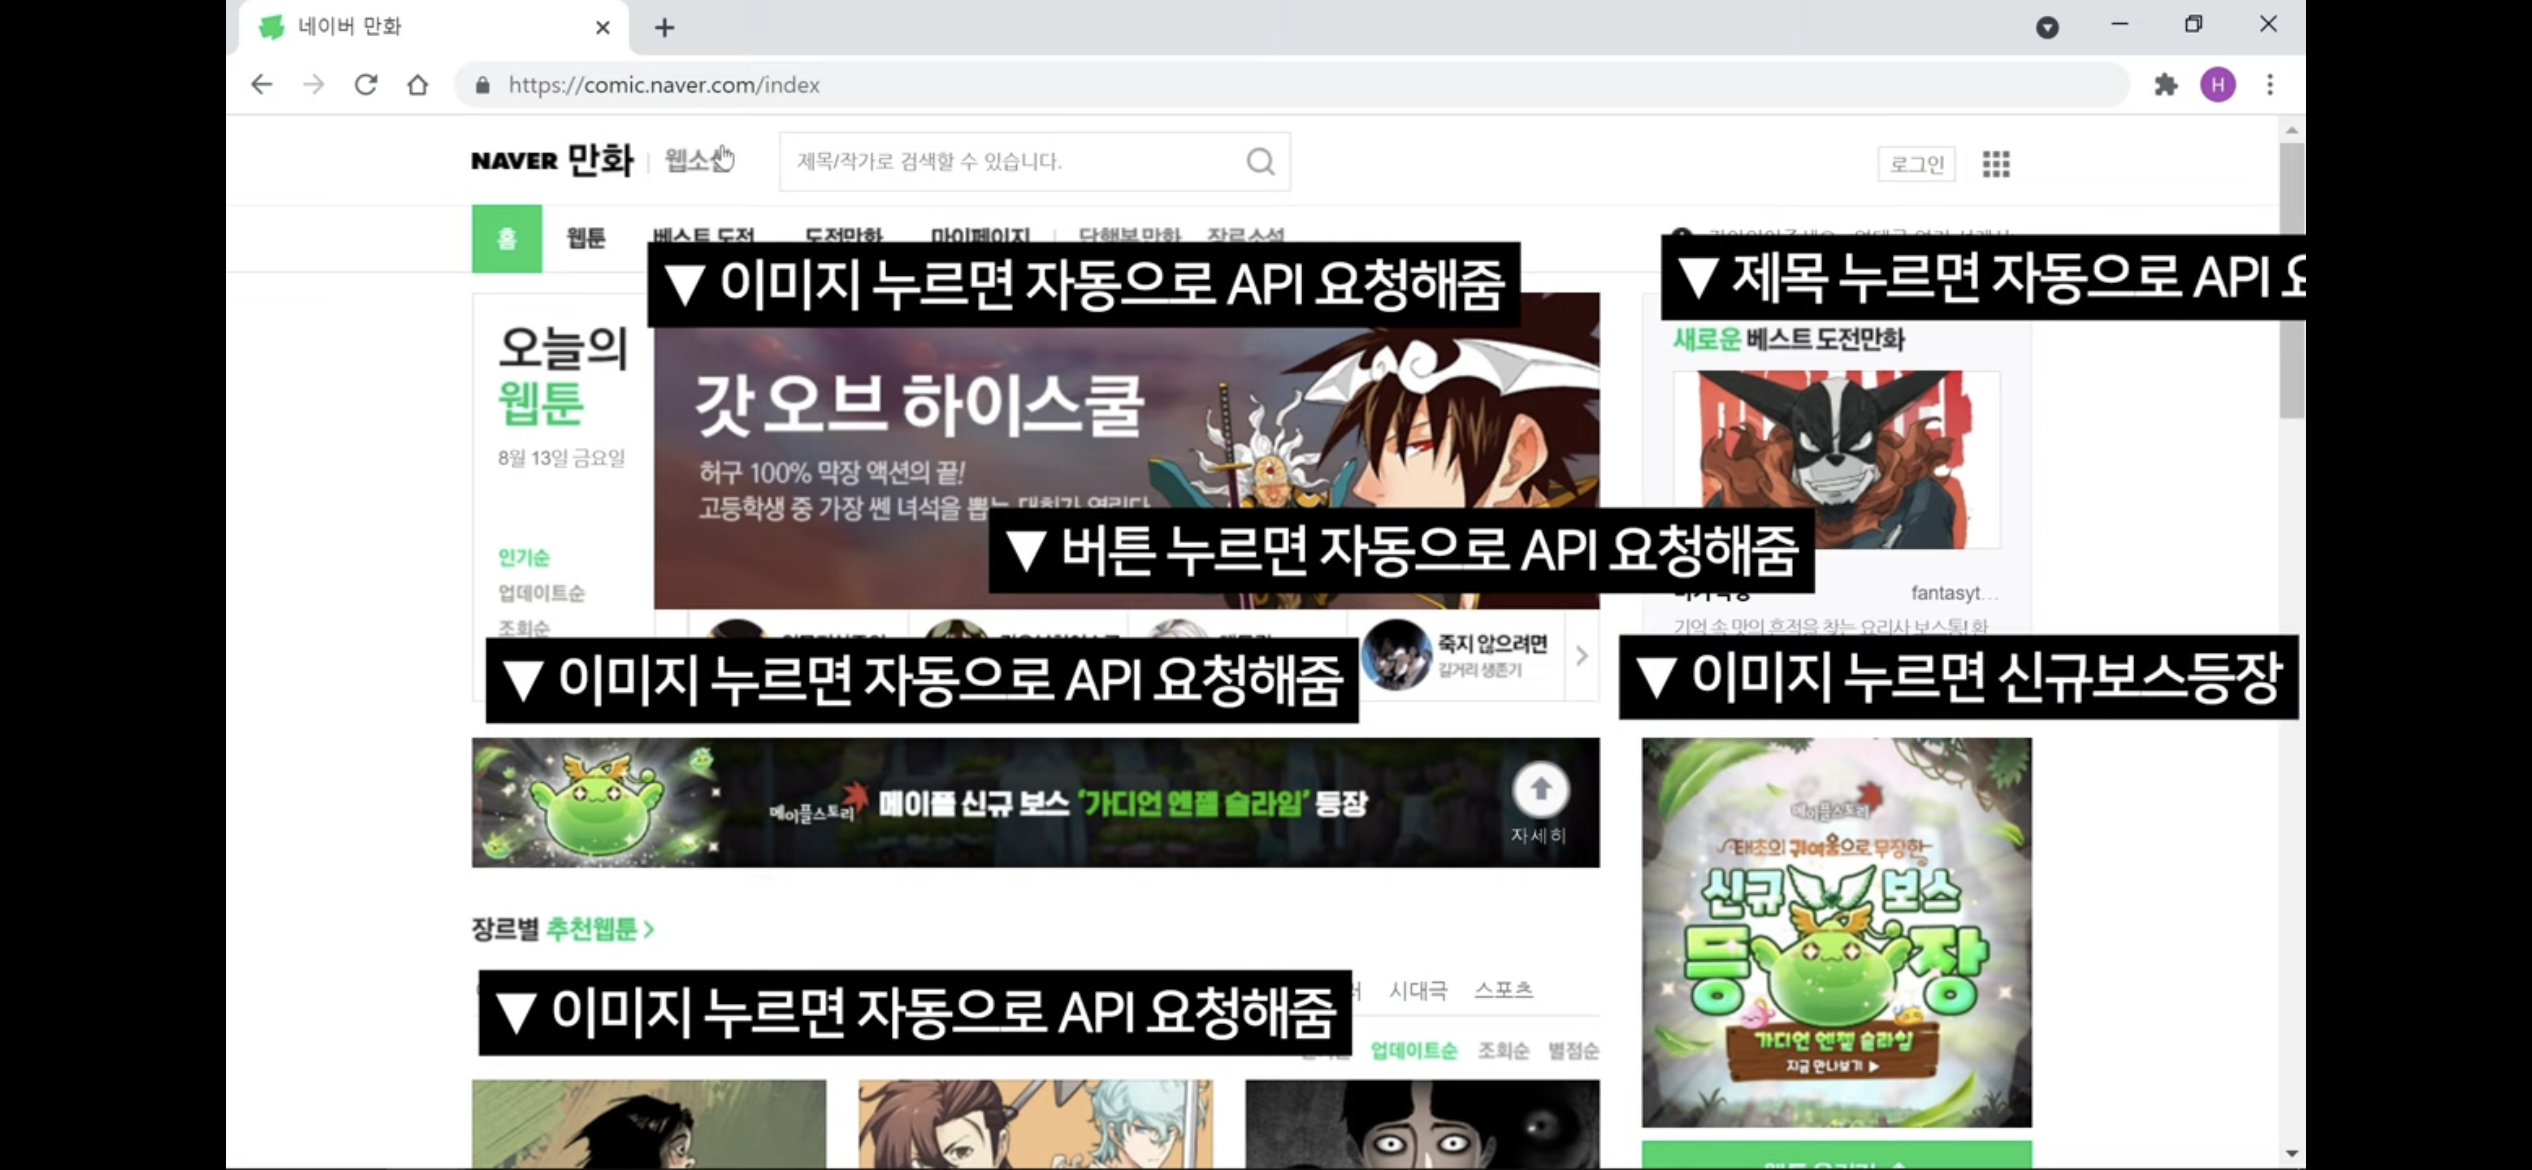 네이버 만화
https://comic.naver.com/index
H
NAVER 만화 | 웹소설
제목/작가로 검색할 수 있습니다.
로그인
홈 웹툰 베스트 도전 도전만화 마이페이지 | 단행본만화 장르소설
▼ 이미지 누르면 자동으로 API 요청해줌
▼ 제목 누르면 자동으로 API 요
오늘의
웹툰
8월 13일 금요일
인기순
업데이트순
조회순
갓 오브 하이스쿨
허구 100% 막장 액션의 끝!
고등학생 중 가장 쎈 녀석을 뽑는 대회가 열린다
새로운 베스트 도전만화
▼ 버튼 누르면 자동으로 API 요청해줌
fantasyt...
기억 속 맛의 흔적을 찾는 요리사 보스통! 환
죽지 않으려면
길거리 생존기
▼ 이미지 누르면 자동으로 API 요청해줌
▼ 이미지 누르면 신규보스등장
메이플스토리 메이플 신규 보스 '가디언 엔젤 슬라임' 등장
자세히
메이플스토리
태초의 귀여움으로 무장한
신규 보스
등장
가디언 엔젤 슬라임
지금 만나보기 ▶
장르별 추천웹툰 >
시대극 스포츠
▼ 이미지 누르면 자동으로 API 요청해줌
업데이트순 조회순 별점순